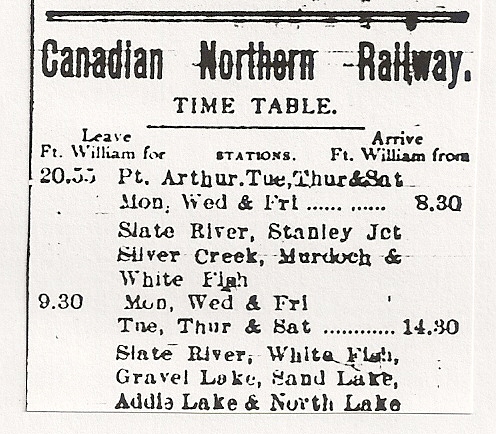 Canadian Northern Railway.
TIME TABLE.
Leave Arrive
Ft. William for STATIONS. Ft. William from
20.55 Pt. Arthur.Tue,Thur&Sat
Mon, Wed & Fri ...... ...... 8.30
Slate River, Stanley Jct
Silver Creek, Murdoch &
White Fish
9.30 Mon, Wed & Fri
Tue, Thur & Sat ............ 14.30
Slate River, White Fish,
Gravel Lake, Sand Lake,
Addie Lake & North Lake